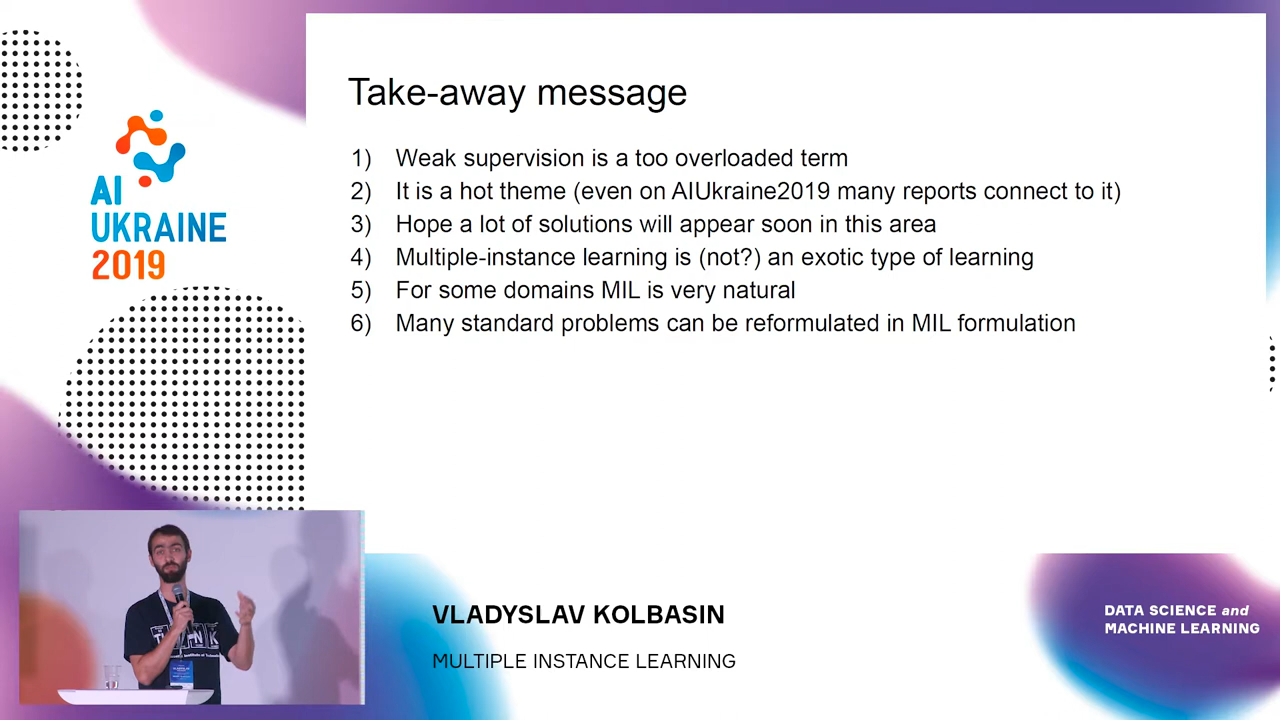 Take-away message
1) Weak supervision is a too overloaded term
2) It is a hot theme (even on AIUkraine2019 many reports connect to it)
3) Hope a lot of solutions will appear soon in this area
4) Multiple-instance learning is (not?) an exotic type of learning
5) For some domains MIL is very natural
6) Many standard problems can be reformulated in MIL formulation
AI
UKRAINE
2019
VLADYSLAV KOLBASIN
MULTIPLE INSTANCE LEARNING
DATA SCIENCE and
MACHINE LEARNING